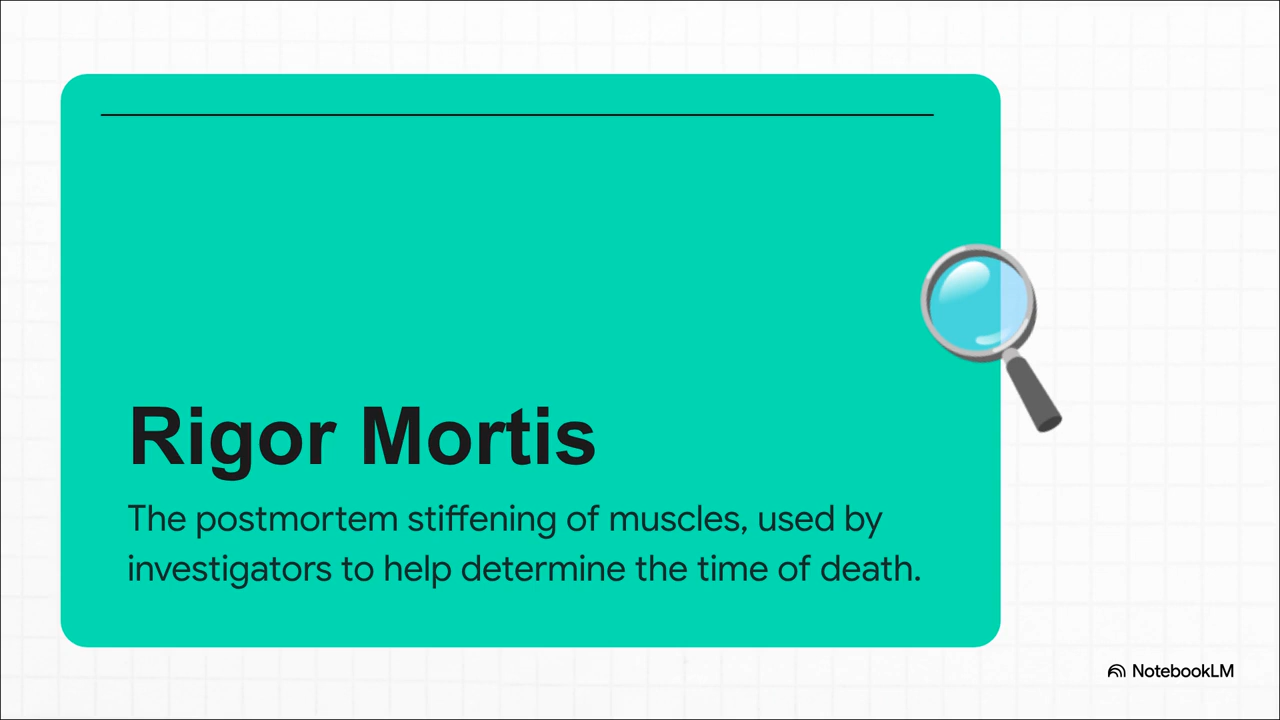 Rigor Mortis
The postmortem stiffening of muscles, used by
investigators to help determine the time of death.
NotebookLM